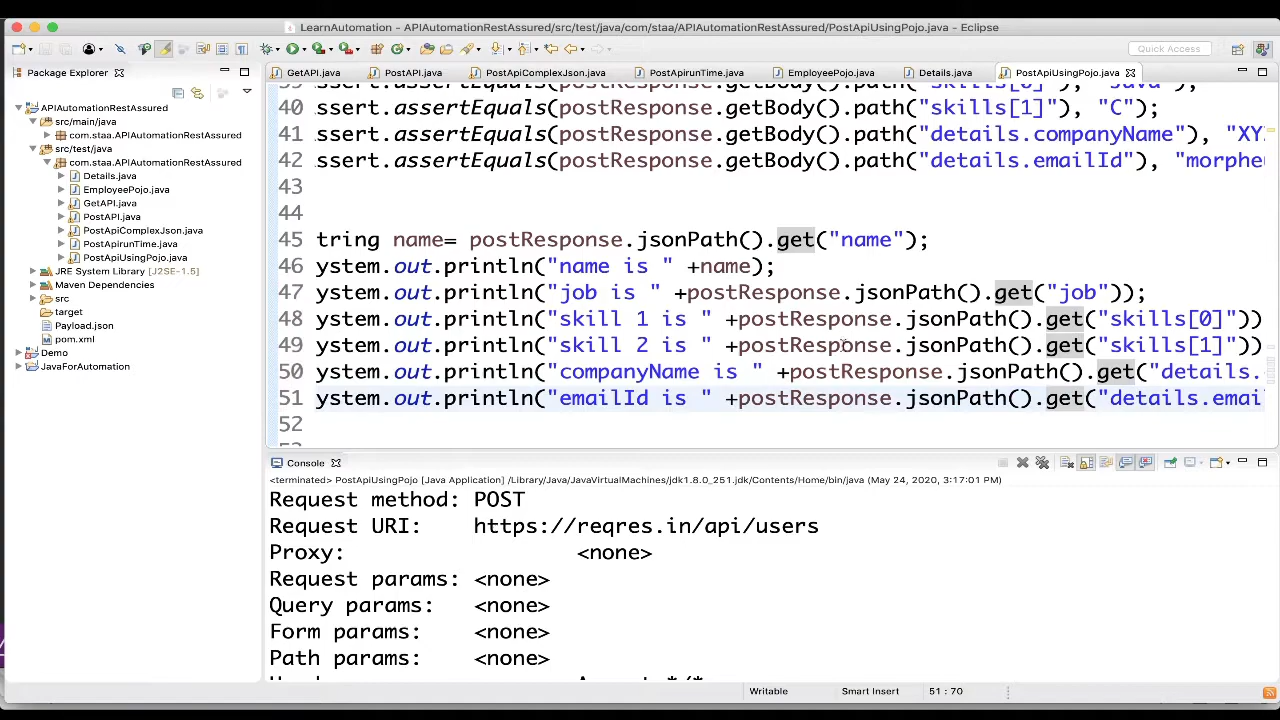 LearnAutomation - APIAutomationRestAssured/src/test/java/com/staa/APIAutomationRestAssured/PostApiUsingPojo.java - Eclipse
Quick Access
Package Explorer
GetAPI.java
PostAPI.java
PostApiComplexJson.java
PostApirunTime.java
EmployeePojo.java
Details.java
PostApiUsingPojo.java
APIAutomationRestAssured
src/main/java
com.staa.APIAutomationRestAssured
src/test/java
com.staa.APIAutomationRestAssured
Details.java
EmployeePojo.java
GetAPI.java
PostAPI.java
PostApiComplexJson.java
PostApirunTime.java
PostApiUsingPojo.java
JRE System Library [J2SE-1.5]
Maven Dependencies
src
target
Payload.json
pom.xml
Demo
JavaForAutomation
40 ssert.assertEquals(postResponse.getBody().path("skills[1]"), "C");
41 ssert.assertEquals(postResponse.getBody().path("details.companyName"), "XY
42 ssert.assertEquals(postResponse.getBody().path("details.emailId"), "morphe
43
44
45 tring name= postResponse.jsonPath().get("name");
46 ystem.out.println("name is " +name);
47 ystem.out.println("job is " +postResponse.jsonPath().get("job"));
48 ystem.out.println("skill 1 is " +postResponse.jsonPath().get("skills[0]"))
49 ystem.out.println("skill 2 is " +postResponse.jsonPath().get("skills[1]"))
50 ystem.out.println("companyName is " +postResponse.jsonPath().get("details.
51 ystem.out.println("emailId is " +postResponse.jsonPath().get("details.emai
52
Console
<terminated> PostApiUsingPojo [Java Application] /Library/Java/JavaVirtualMachines/jdk1.8.0_251.jdk/Contents/Home/bin/java (May 24, 2020, 3:17:01 PM)
Request method: POST
Request URI: https://reqres.in/api/users
Proxy: <none>
Request params: <none>
Query params: <none>
Form params: <none>
Path params: <none>
Writable
Smart Insert
51 : 70